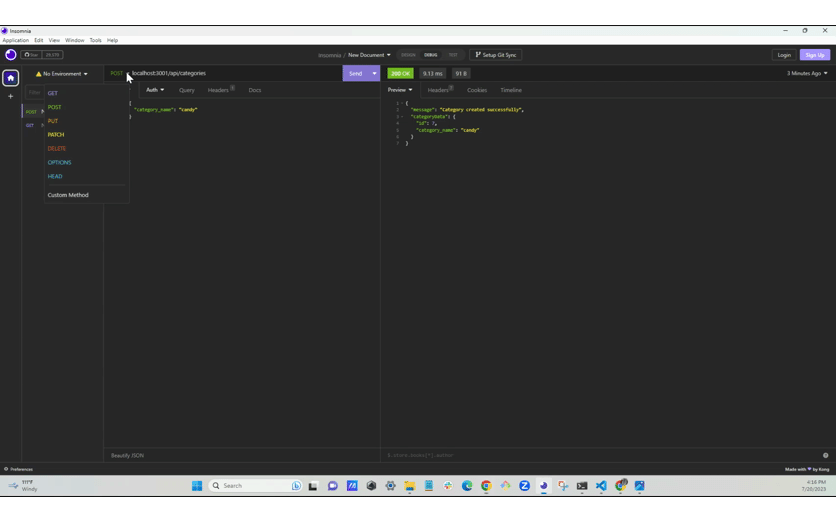 Insomnia
Application Edit View Window Tools Help
Star 29,270
Insomnia / New Document
DESIGN DEBUG TEST
Setup Git Sync
Login
Sign Up
No Environment
POST localhost:3001/api/categories
Send
200 OK 9.13 ms 91 B
3 Minutes Ago
Filter
GET
POST
PUT
PATCH
DELETE
OPTIONS
HEAD
Custom Method
POST
GET
Auth Query Headers 1 Docs
}
"category_name": "candy"
}
Preview Headers Cookies Timeline
1 {
2 "message": "Category created successfully",
3 "categoryData": {
4 "id": 7,
5 "category_name": "candy"
6 }
7 }
Beautify JSON
$.store.books[*].author
Preferences
Made with by Kong
111°F
Windy
Search
4:16 PM
7/20/2023